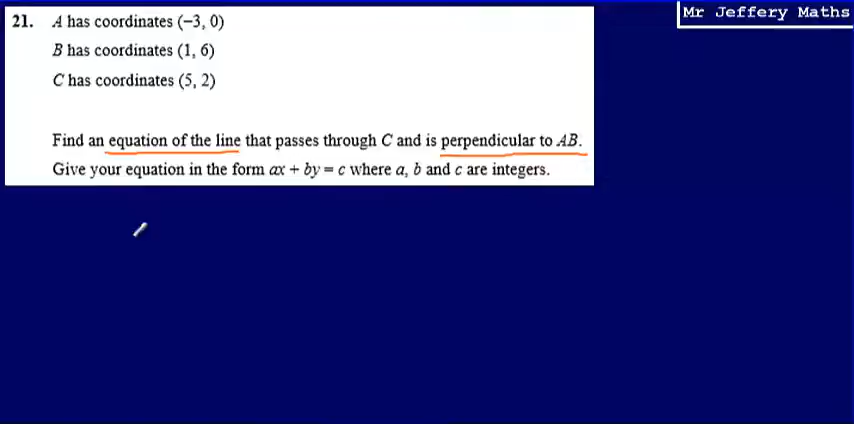 Mr Jeffery Maths
21. A has coordinates (−3, 0)
B has coordinates (1, 6)
C has coordinates (5, 2)
Find an equation of the line that passes through C and is perpendicular to AB.
Give your equation in the form ax + by = c where a, b and c are integers.